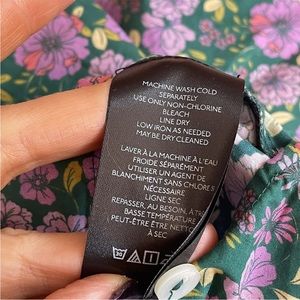 MACHINE WASH COLD
SEPARATELY
USE ONLY NON-CHLORINE
BLEACH
LINE DRY
LOW IRON AS NEEDED
MAY BE DRY CLEANED
LAVER À LA MACHINE À L'EAU
FROIDE SÉPARÉMENT
UTILISER UN AGENT DE
BLANCHIMENT SANS CHLORE SI
NÉCESSAIRE
LIGNE SEC
REPASSER, AU BESOIN, À
BASSE TEMPÉRATURE
PEUT-ÊTRE ÊTRE NETTOYÉ
À SEC
30